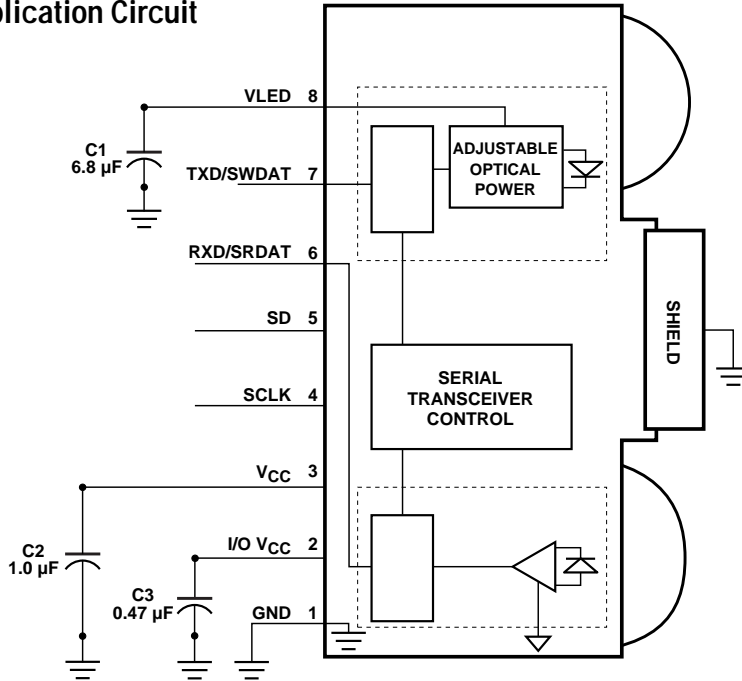 plication Circuit
VLED 8
C1
6.8 µF
TXD/SWDAT 7
ADJUSTABLE
OPTICAL
POWER
RXD/SRDAT 6
SD 5
SHIELD
SCLK 4
SERIAL
TRANSCEIVER
CONTROL
VCC 3
C2
1.0 µF
I/O VCC 2
C3
0.47 µF
GND 1